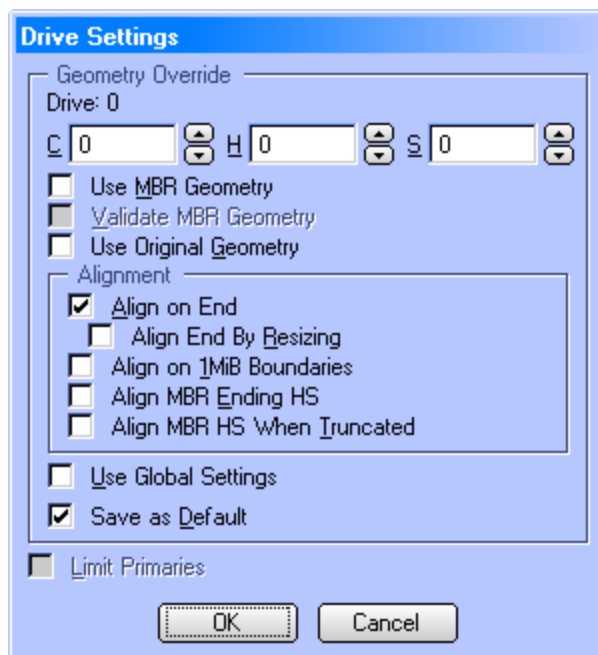 Drive Settings
Geometry Override
Drive: 0
C 0 H 0 S 0
Use MBR Geometry
Validate MBR Geometry
Use Original Geometry
Alignment
Align on End
Align End By Resizing
Align on 1MiB Boundaries
Align MBR Ending HS
Align MBR HS When Truncated
Use Global Settings
Save as Default
Limit Primaries
OK Cancel